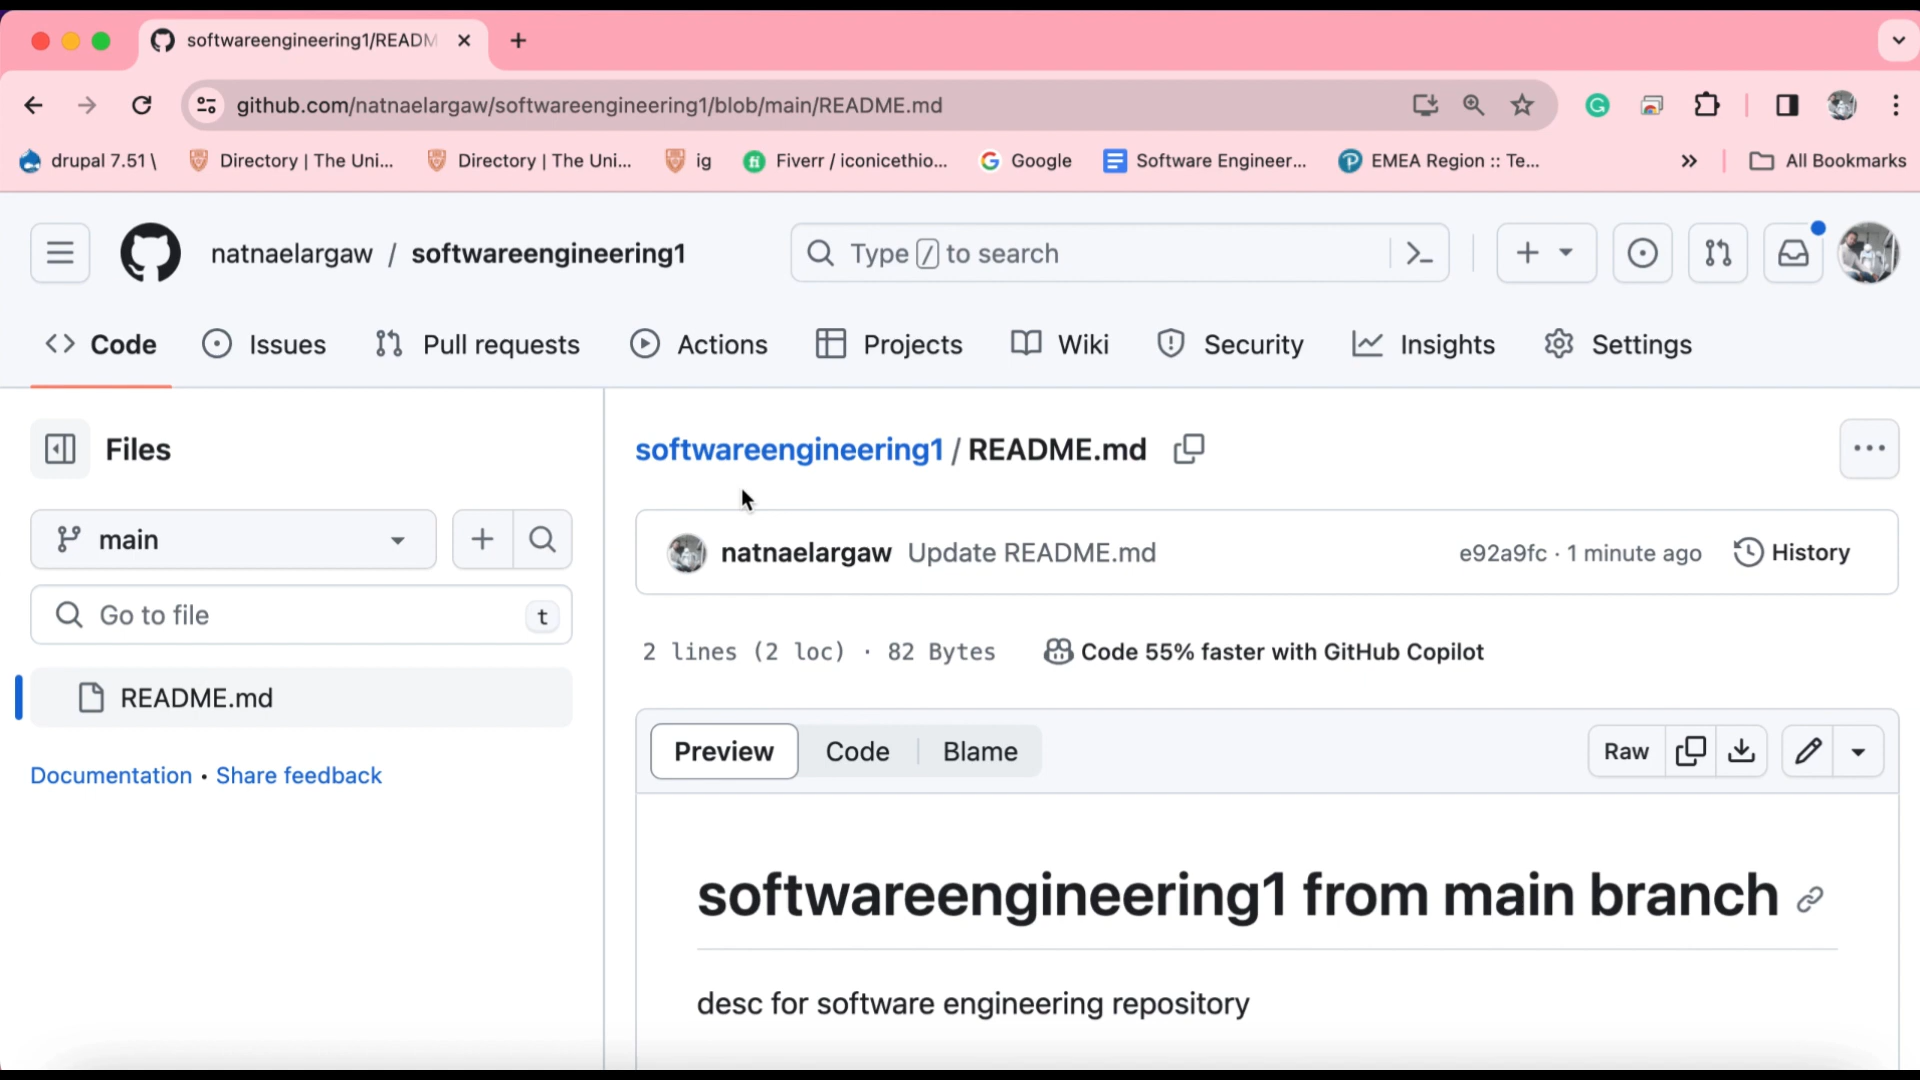 softwareengineering1/READM
github.com/natnaelargaw/softwareengineering1/blob/main/README.md
drupal 7.51 \ Directory | The Uni... Directory | The Uni... ig Fiverr / iconicethio... Google Software Engineer... EMEA Region :: Te... » All Bookmarks
natnaelargaw / softwareengineering1 Type / to search
Code Issues Pull requests Actions Projects Wiki Security Insights Settings
Files
softwareengineering1 / README.md
main
natnaelargaw Update README.md e92a9fc · 1 minute ago History
Go to file t
2 lines (2 loc) · 82 Bytes Code 55% faster with GitHub Copilot
README.md
Preview Code Blame Raw
Documentation • Share feedback
softwareengineering1 from main branch
desc for software engineering repository